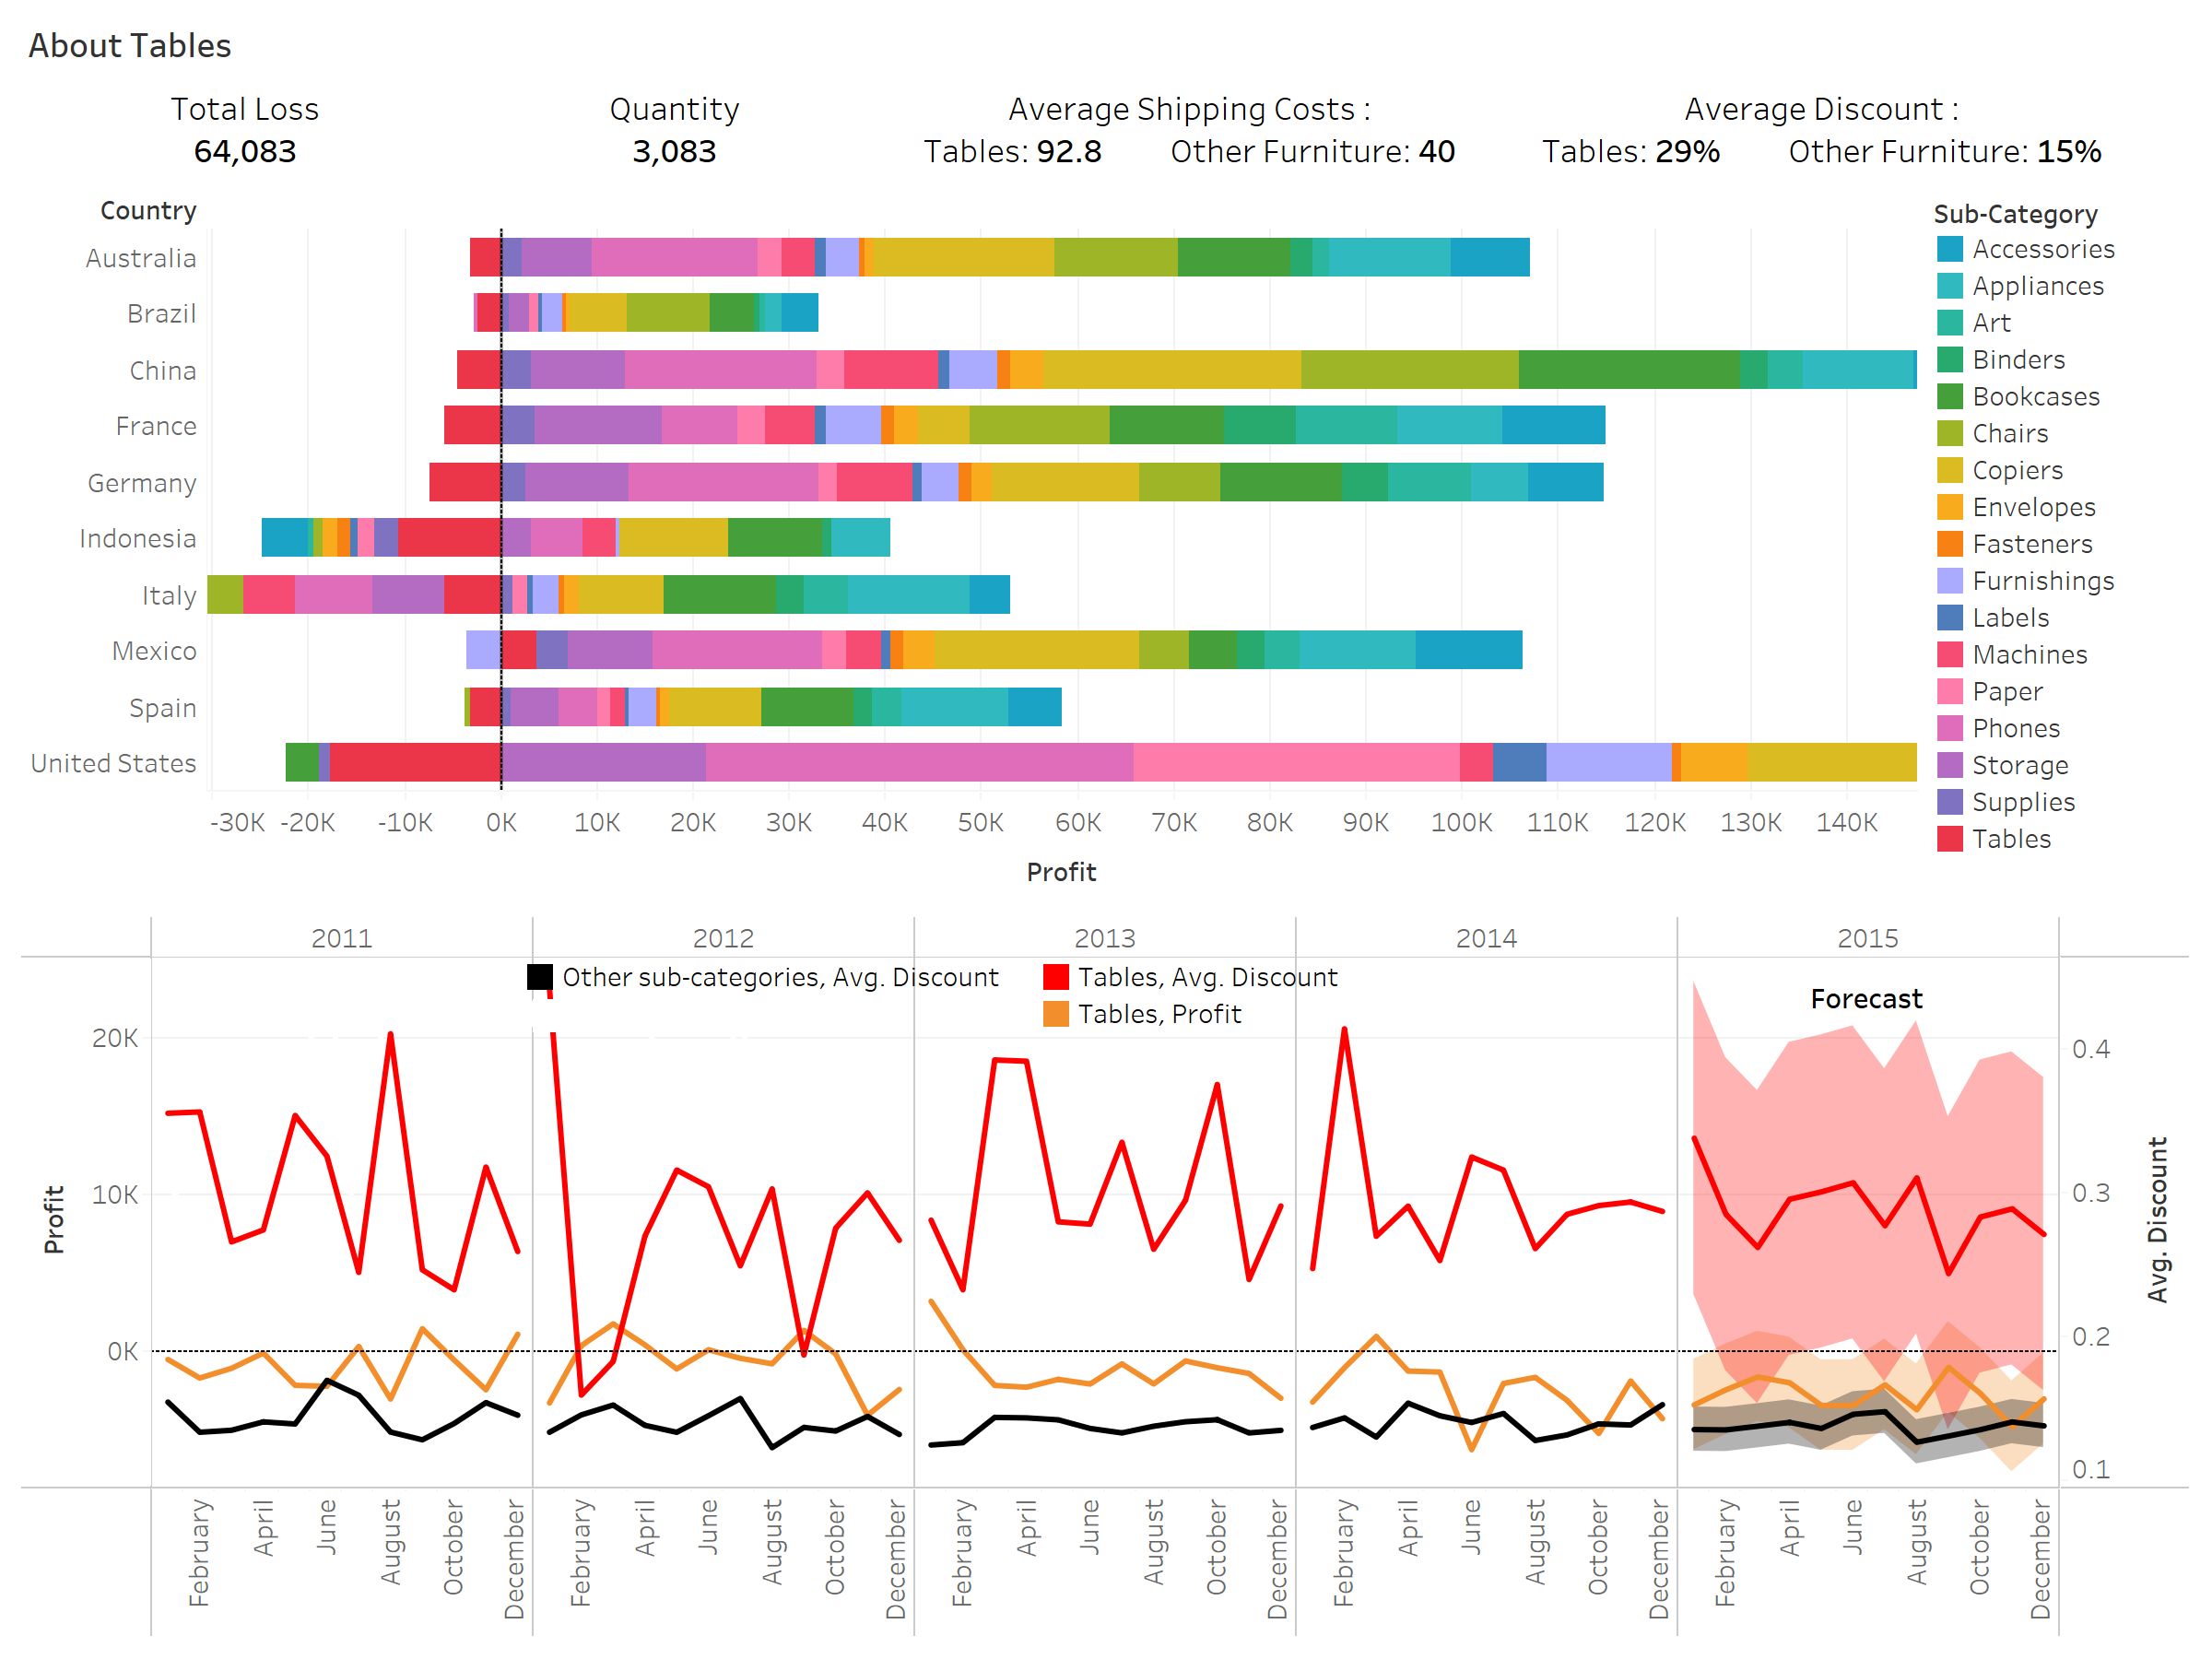 About Tables
Total Loss
64,083
Quantity
3,083
Average Shipping Costs :
Tables: 92.8 Other Furniture: 40
Average Discount :
Tables: 29% Other Furniture: 15%
Country
Australia
Brazil
China
France
Germany
Indonesia
Italy
Mexico
Spain
United States
-30K -20K -10K 0K 10K 20K 30K 40K 50K 60K 70K 80K 90K 100K 110K 120K 130K 140K
Profit
Sub-Category
Accessories
Appliances
Art
Binders
Bookcases
Chairs
Copiers
Envelopes
Fasteners
Furnishings
Labels
Machines
Paper
Phones
Storage
Supplies
Tables
2011 2012 2013 2014 2015
Other sub-categories, Avg. Discount
Tables, Avg. Discount
Tables, Profit
Forecast
Profit
20K
10K
0K
0.4
0.3
0.2
0.1
Avg. Discount
February April June August October December February April June August October December February April June August October December February April June August October December February April June August October December